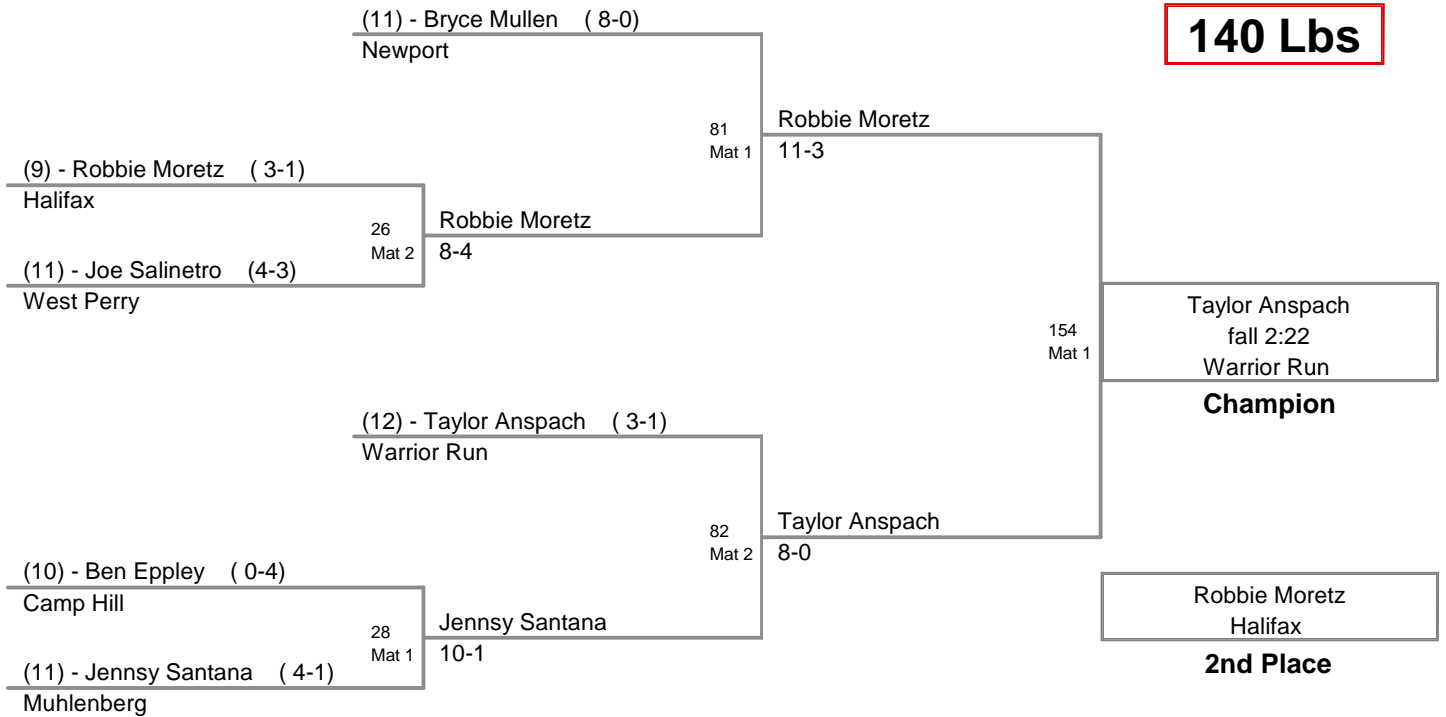 (11) - Bryce Mullen ( 8-0)
Newport
140 Lbs
81
Mat 1
Robbie Moretz
11-3
(9) - Robbie Moretz ( 3-1)
Halifax
26
Mat 2
Robbie Moretz
8-4
(11) - Joe Salinetro (4-3)
West Perry
154
Mat 1
Taylor Anspach
fall 2:22
Warrior Run
Champion
(12) - Taylor Anspach ( 3-1)
Warrior Run
82
Mat 2
Taylor Anspach
8-0
(10) - Ben Eppley ( 0-4)
Camp Hill
28
Mat 1
Jennsy Santana
10-1
(11) - Jennsy Santana ( 4-1)
Muhlenberg
Robbie Moretz
Halifax
2nd Place